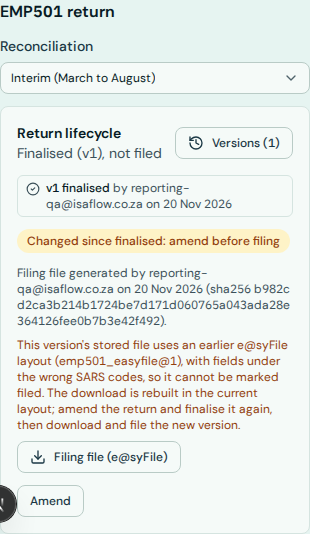 EMP501 return
Reconciliation
Interim (March to August)
Return lifecycle
Finalised (v1), not filed
Versions (1)
v1 finalised by reporting-
qa@isaflow.co.za on 20 Nov 2026
Changed since finalised: amend before filing
Filing file generated by reporting-
qa@isaflow.co.za on 20 Nov 2026 (sha256 b982c
d2ca3b214b1724be7d171d060765a043ada28e
364126fee0b7b3e42f492).
This version's stored file uses an earlier e@syFile
layout (emp501_easyfile@1), with fields under
the wrong SARS codes, so it cannot be marked
filed. The download is rebuilt in the current
layout; amend the return and finalise it again,
then download and file the new version.
Filing file (e@syFile)
Amend